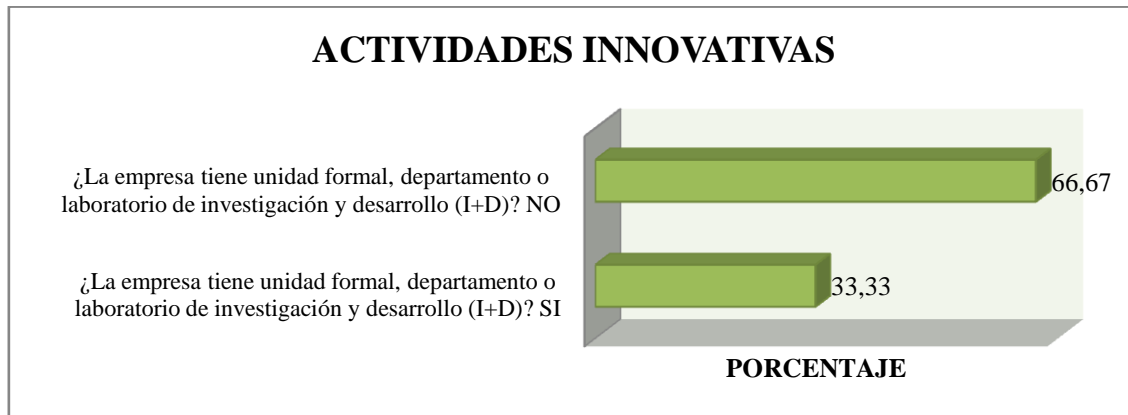 ACTIVIDADES INNOVATIVAS
¿La empresa tiene unidad formal, departamento o
laboratorio de investigación y desarrollo (I+D)? NO
66,67
¿La empresa tiene unidad formal, departamento o
laboratorio de investigación y desarrollo (I+D)? SI
33,33
PORCENTAJE